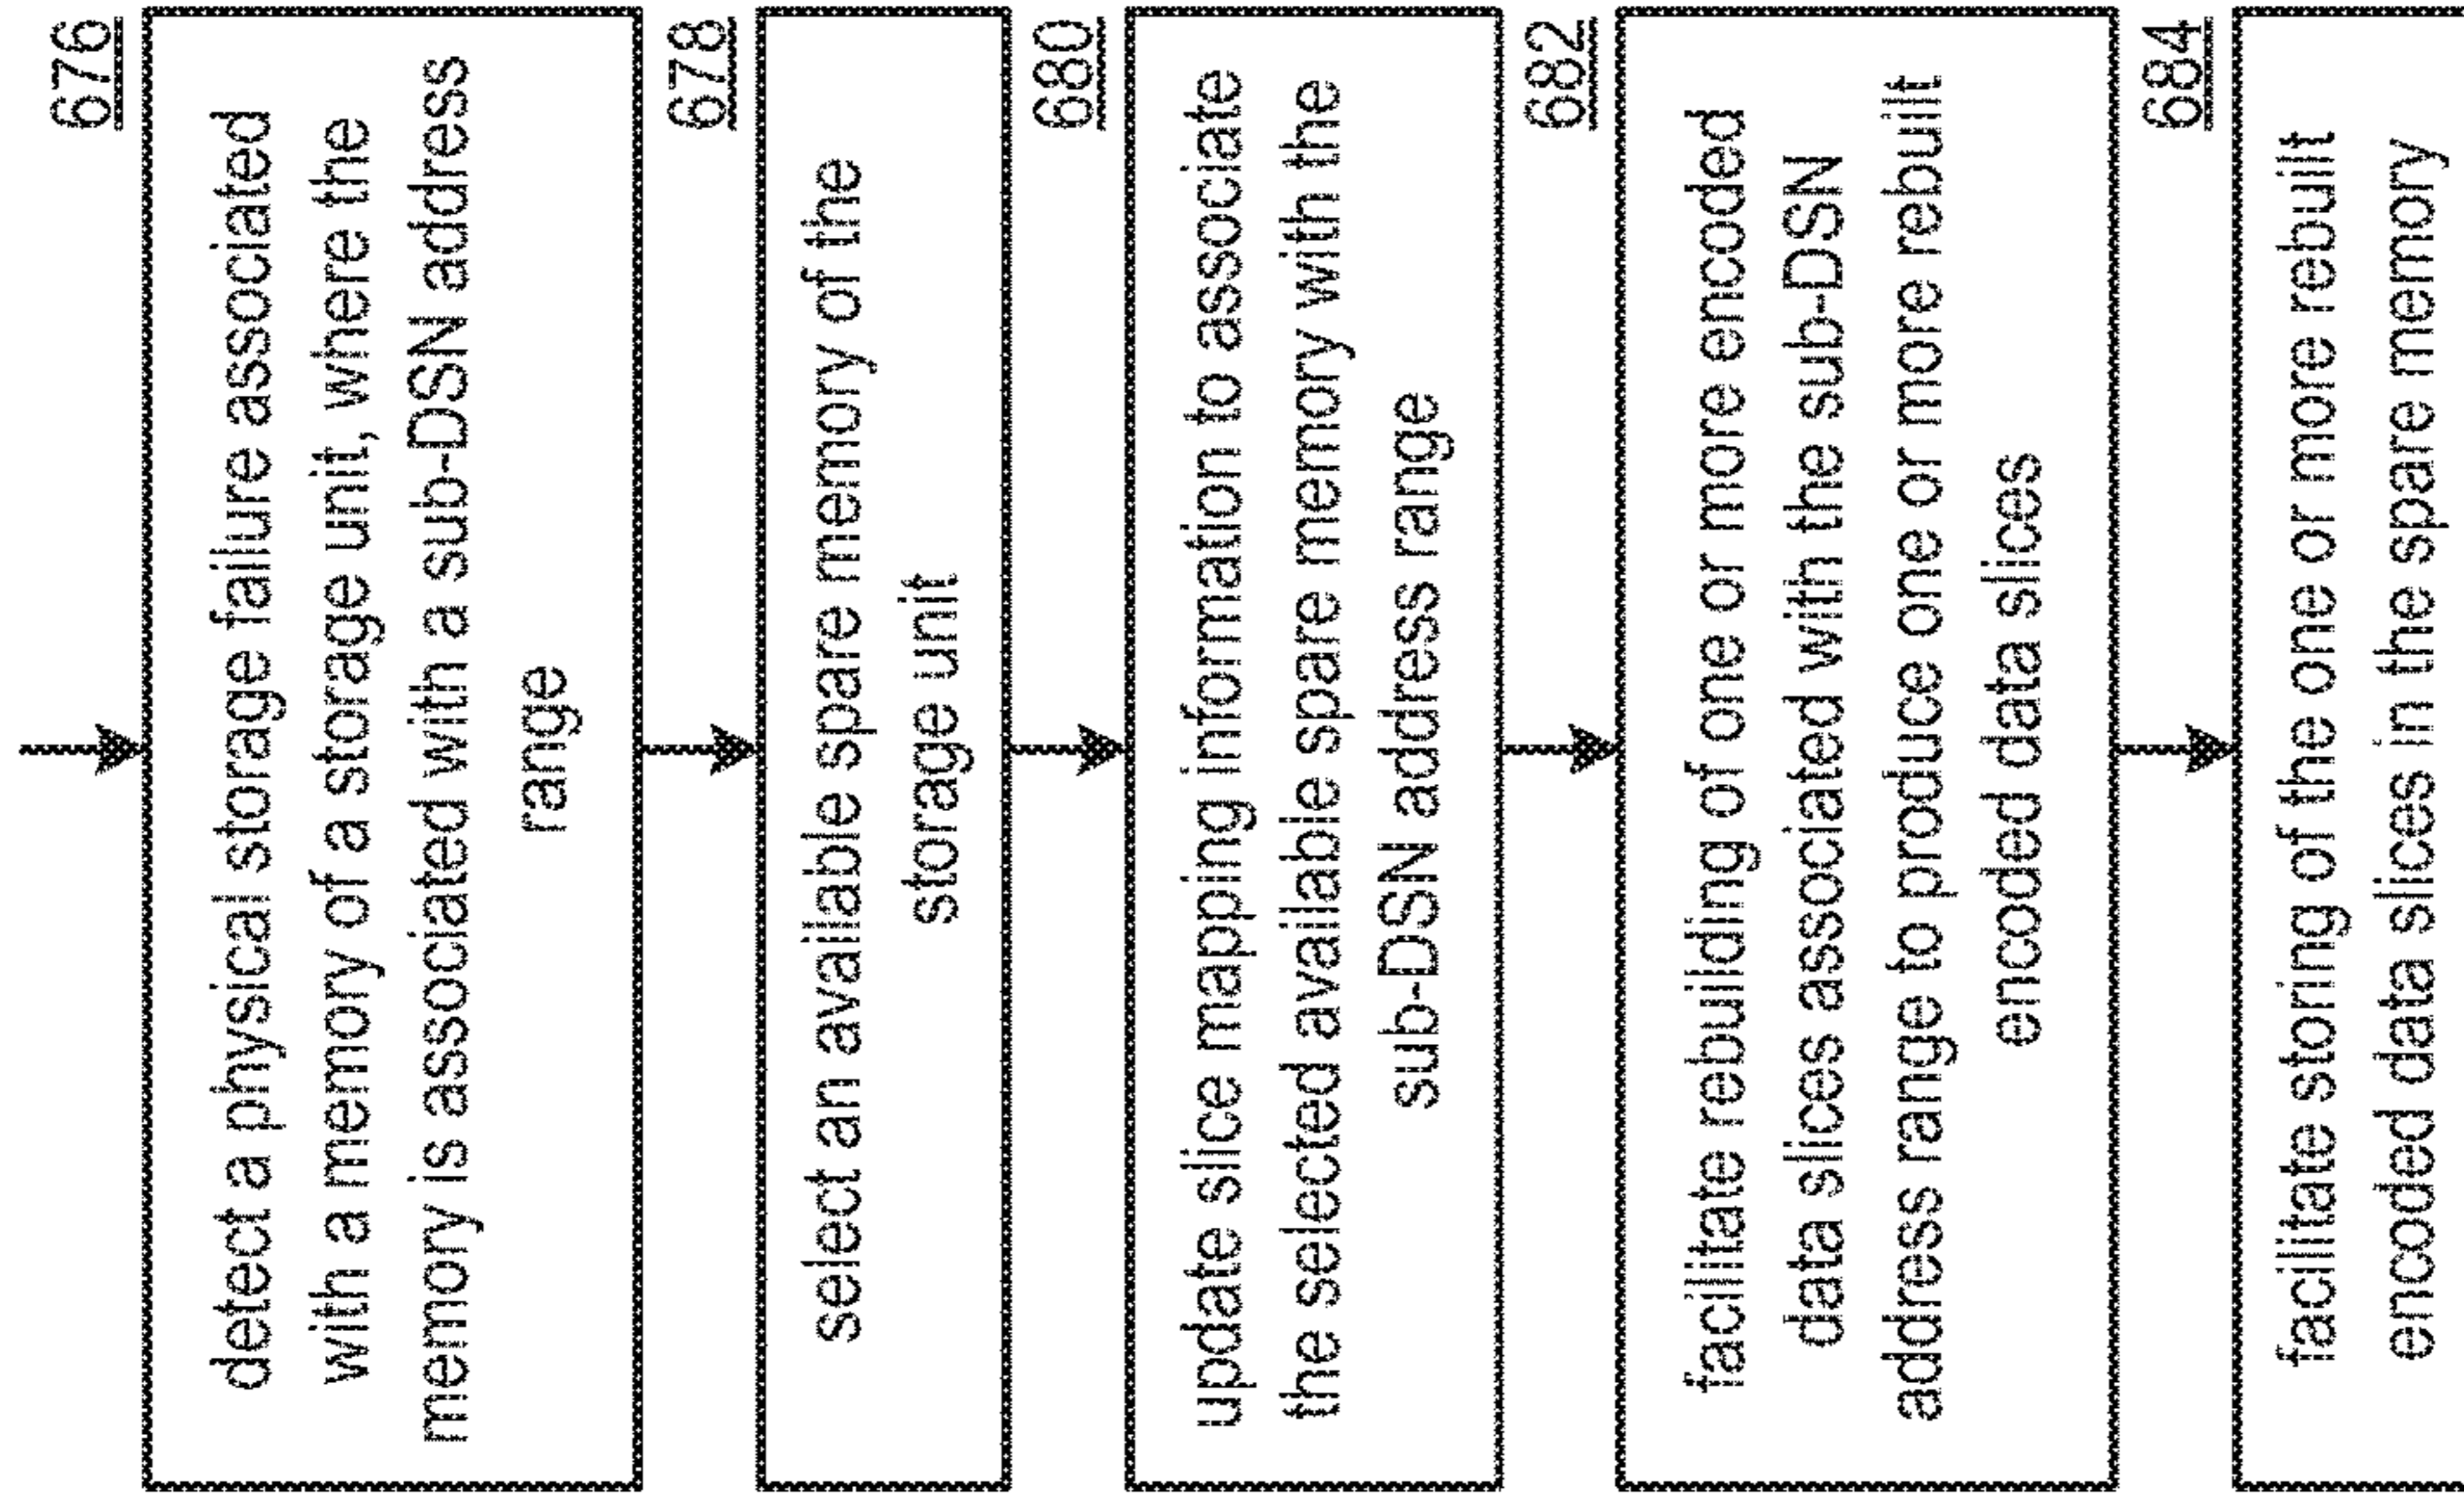 676
detect a physical storage failure associated
with a memory of a storage unit, where the
memory is associated with a sub-DSN address
range
678
select an available spare memory of the
storage unit
680
update slice mapping information to associate
the selected available spare memory with the
sub-DSN address range
682
facilitate rebuilding of one or more encoded
data slices associated with the sub-DSN
address range to produce one or more rebuilt
encoded data slices
684
facilitate storing of the one or more rebuilt
encoded data slices in the spare memory